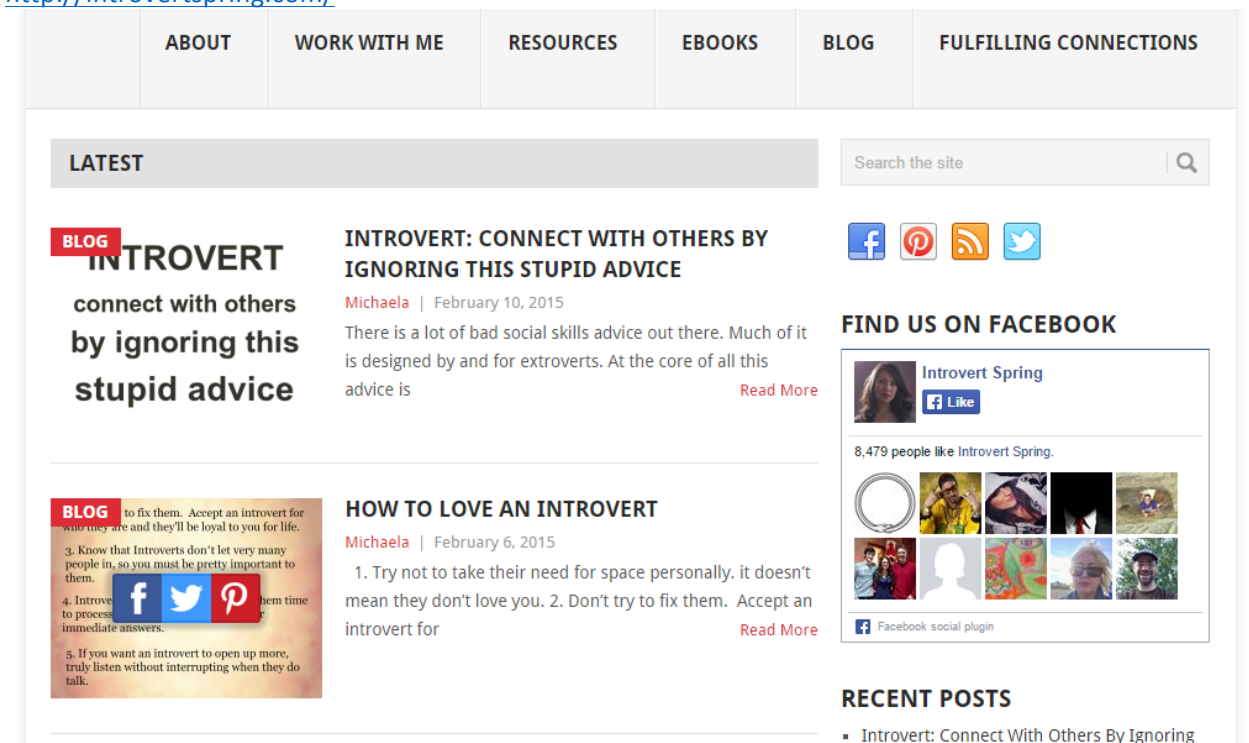 http://introvertspring.com/
ABOUT WORK WITH ME RESOURCES EBOOKS BLOG FULFILLING CONNECTIONS
LATEST
BLOG
INTROVERT
connect with others
by ignoring this
stupid advice
INTROVERT: CONNECT WITH OTHERS BY
IGNORING THIS STUPID ADVICE
Michaela | February 10, 2015
There is a lot of bad social skills advice out there. Much of it
is designed by and for extroverts. At the core of all this
advice is Read More
BLOG
to fix them. Accept an introvert for
who they are and they'll be loyal to you for life.
3. Know that Introverts don't let very many
people in, so you must be pretty important to
them.
4. Introve hem time
to process r
immediate answers.
5. If you want an introvert to open up more,
truly listen without interrupting when they do
talk.
HOW TO LOVE AN INTROVERT
Michaela | February 6, 2015
1. Try not to take their need for space personally. it doesn't
mean they don't love you. 2. Don't try to fix them. Accept an
introvert for Read More
Search the site
FIND US ON FACEBOOK
Introvert Spring
Like
8,479 people like Introvert Spring.
Facebook social plugin
RECENT POSTS
Introvert: Connect With Others By Ignoring